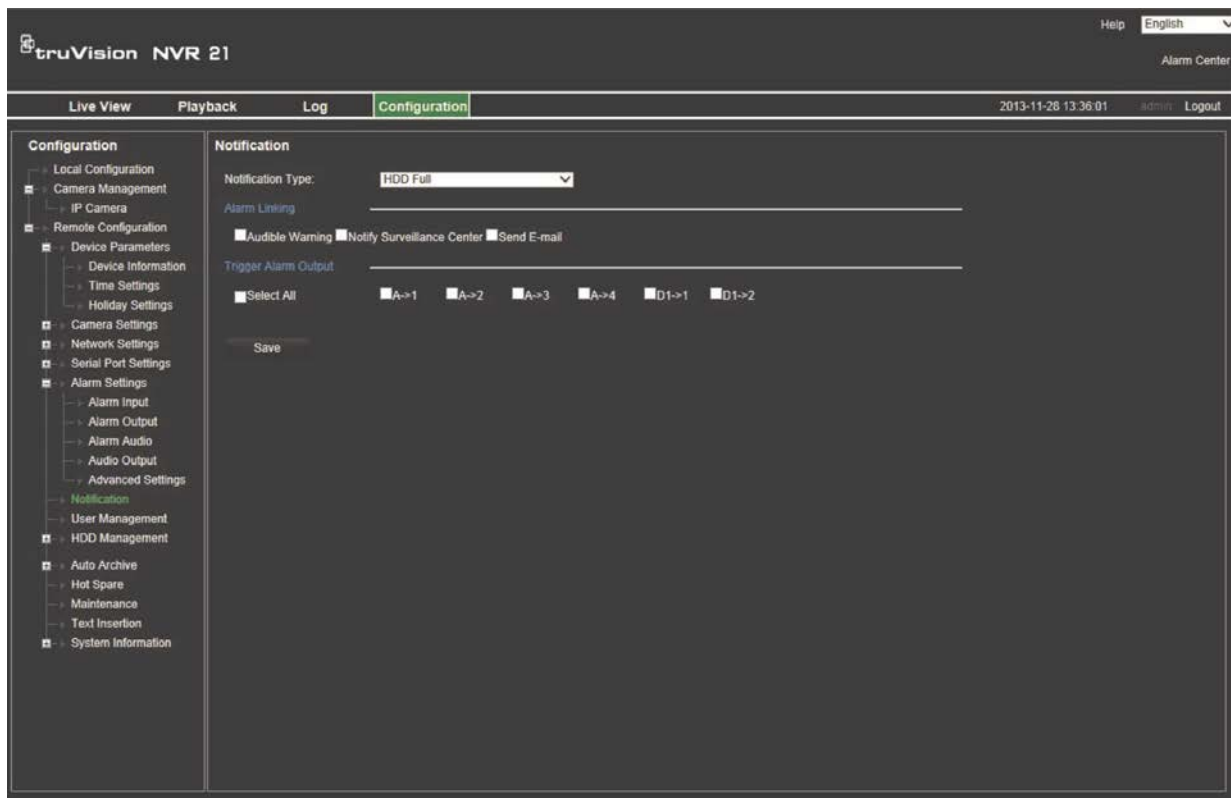 Help English
truVision NVR 21
Alarm Center
Live View Playback Log Configuration 2013-11-28 13:36:01 admin Logout
Configuration
Local Configuration
Camera Management
IP Camera
Remote Configuration
Device Parameters
Device Information
Time Settings
Holiday Settings
Camera Settings
Network Settings
Serial Port Settings
Alarm Settings
Alarm Input
Alarm Output
Alarm Audio
Audio Output
Advanced Settings
Notification
User Management
HDD Management
Auto Archive
Hot Spare
Maintenance
Text Insertion
System Information
Notification
Notification Type: HDD Full
Alarm Linking
Audible Warning Notify Surveillance Center Send E-mail
Trigger Alarm Output
Select All A->1 A->2 A->3 A->4 D1->1 D1->2
Save